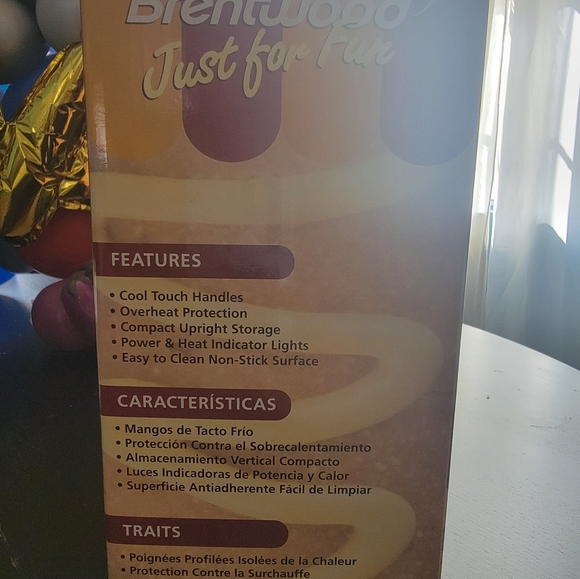 Brentwood
Just for Fun
FEATURES
• Cool Touch Handles
• Overheat Protection
• Compact Upright Storage
• Power & Heat Indicator Lights
• Easy to Clean Non-Stick Surface
CARACTERÍSTICAS
• Mangos de Tacto Frío
• Protección Contra el Sobrecalentamiento
• Almacenamiento Vertical Compacto
• Luces Indicadoras de Potencia y Calor
• Superficie Antiadherente Fácil de Limpiar
TRAITS
• Poignées Profilées Isolées de la Chaleur
• Protection Contre la Surchauffe